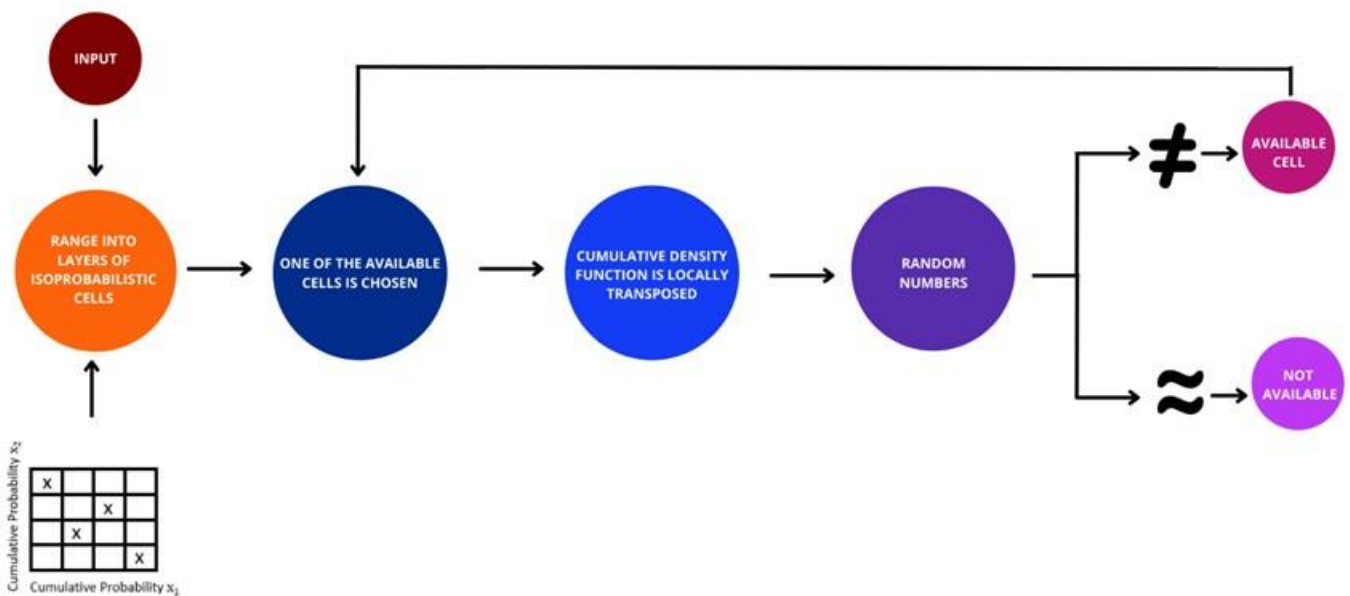 INPUT
RANGE INTO
LAYERS OF
ISOPROBABILISTIC
CELLS
ONE OF THE AVAILABLE
CELLS IS CHOSEN
CUMULATIVE DENSITY
FUNCTION IS LOCALLY
TRANSPOSED
RANDOM
NUMBERS
≠
AVAILABLE
CELL
≈
NOT
AVAILABLE
Cumulative Probability x₂
X
X
X
X
Cumulative Probability x₁